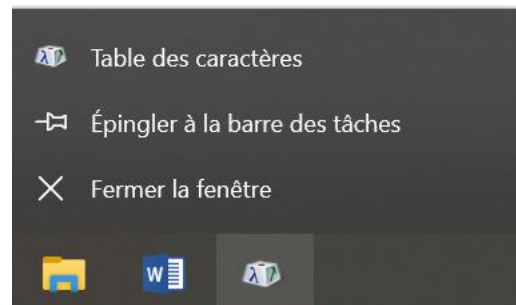 Table des caractères
Épingler à la barre des tâches
Fermer la fenêtre